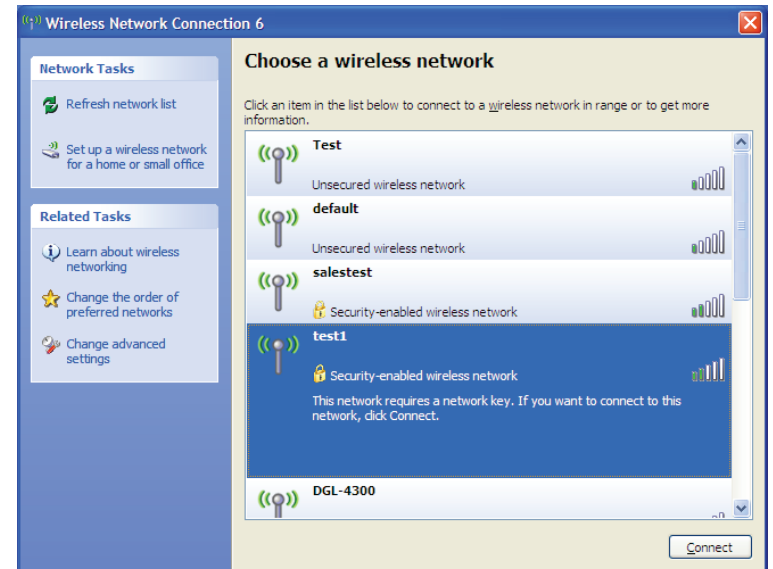 Wireless Network Connection 6
Network Tasks
Refresh network list
Set up a wireless network
for a home or small office
Related Tasks
Learn about wireless
networking
Change the order of
preferred networks
Change advanced
settings
Choose a wireless network
Click an item in the list below to connect to a wireless network in range or to get more
information.
Test
Unsecured wireless network
default
Unsecured wireless network
salestest
Security-enabled wireless network
test1
Security-enabled wireless network
This network requires a network key. If you want to connect to this
network, click Connect.
DGL-4300
Connect